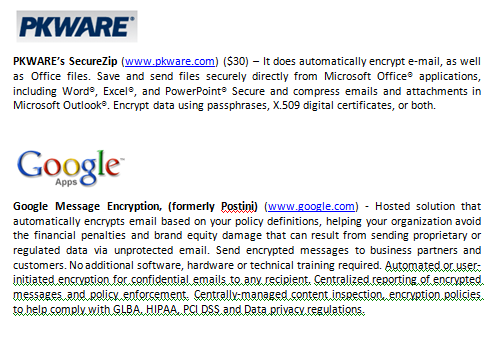 PKWARE®
PKWARE's SecureZip (www.pkware.com) ($30) – It does automatically encrypt e-mail, as well
as Office files. Save and send files securely directly from Microsoft Office® applications,
including Word®, Excel®, and PowerPoint® Secure and compress emails and attachments in
Microsoft Outlook®. Encrypt data using passphrases, X.509 digital certificates, or both.
Google™
Apps
Google Message Encryption, (formerly Postini) (www.google.com) - Hosted solution that
automatically encrypts email based on your policy definitions, helping your organization avoid
the financial penalties and brand equity damage that can result from sending proprietary or
regulated data via unprotected email. Send encrypted messages to business partners and
customers. No additional software, hardware or technical training required. Automated or user-
initiated encryption for confidential emails to any recipient. Centralized reporting of encrypted
messages and policy enforcement. Centrally-managed content inspection, encryption policies
to help comply with GLBA, HIPAA, PCI DSS and Data privacy regulations.